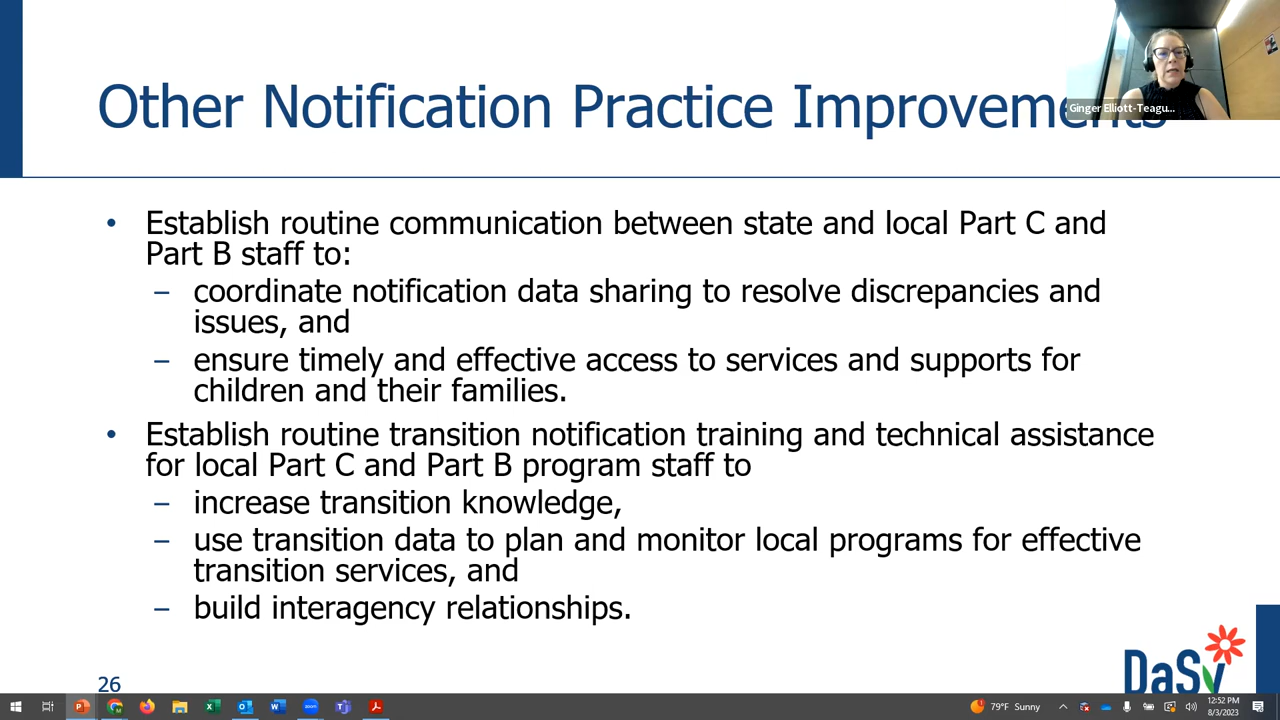 Other Notification Practice Improvements
Ginger Elliott-Teagu...
• Establish routine communication between state and local Part C and
Part B staff to:
– coordinate notification data sharing to resolve discrepancies and
issues, and
– ensure timely and effective access to services and supports for
children and their families.
• Establish routine transition notification training and technical assistance
for local Part C and Part B program staff to
– increase transition knowledge,
– use transition data to plan and monitor local programs for effective
transition services, and
– build interagency relationships.
26
DaSy
79°F Sunny
12:52 PM
8/3/2023